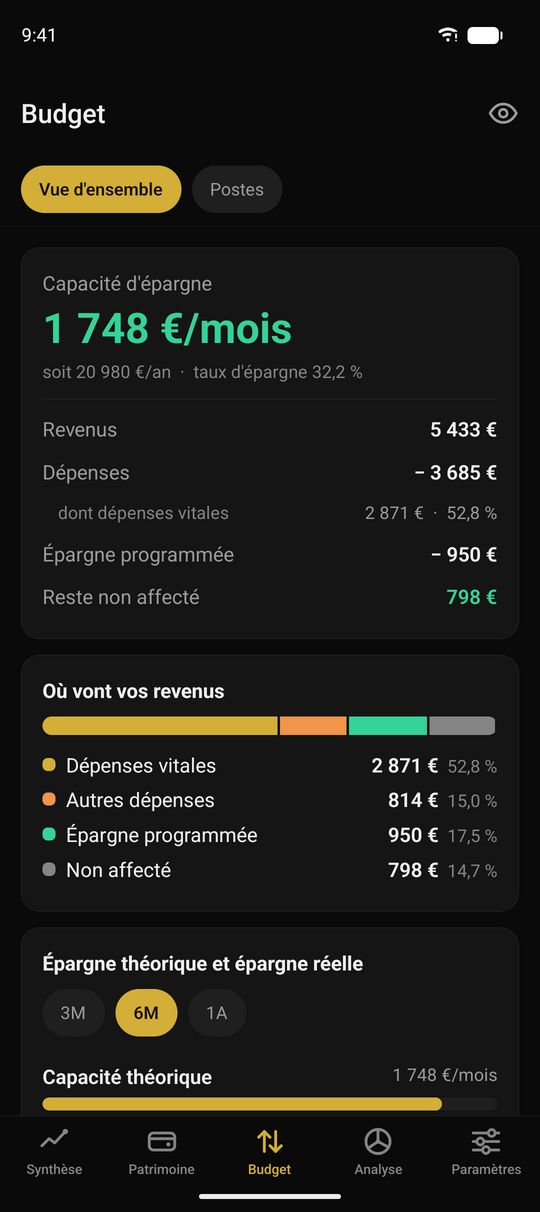 9:41
Budget
Vue d'ensemble
Postes
Capacité d'épargne
1 748 €/mois
soit 20 980 €/an · taux d'épargne 32,2 %
Revenus 5 433 €
Dépenses − 3 685 €
dont dépenses vitales 2 871 € · 52,8 %
Épargne programmée − 950 €
Reste non affecté 798 €
Où vont vos revenus
Dépenses vitales 2 871 € 52,8 %
Autres dépenses 814 € 15,0 %
Épargne programmée 950 € 17,5 %
Non affecté 798 € 14,7 %
Épargne théorique et épargne réelle
3M 6M 1A
Capacité théorique 1 748 €/mois
Synthèse Patrimoine Budget Analyse Paramètres